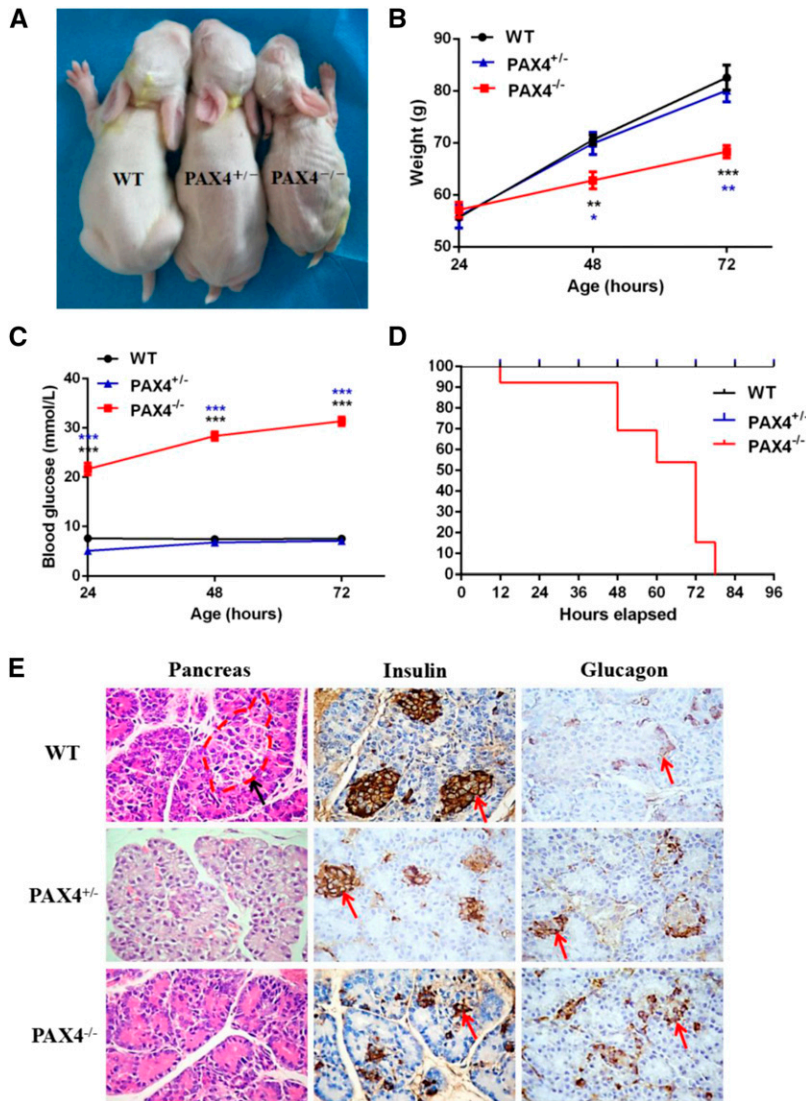 A
WT
PAX4+/−
PAX4−/−
B
WT
PAX4+/-
PAX4-/-
Weight (g)
90
80
70
60
50
**
*
***
**
24
48
72
Age (hours)
C
WT
PAX4+/-
PAX4-/-
Blood glucose (mmol/L)
40
30
20
10
0
***
***
***
***
***
***
24
48
72
Age (hours)
D
100
90
80
70
60
50
40
30
20
10
0
WT
PAX4+/-
PAX4-/-
0 12 24 36 48 60 72 84 96
Hours elapsed
E
Pancreas Insulin Glucagon
WT
PAX4+/-
PAX4-/-